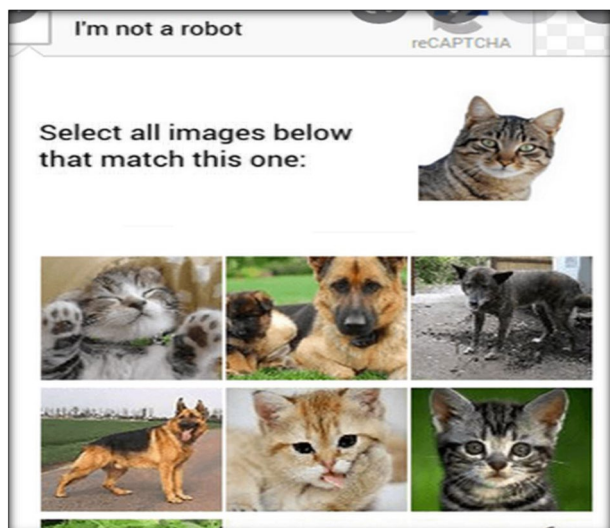 I'm not a robot
reCAPTCHA
Select all images below
that match this one: